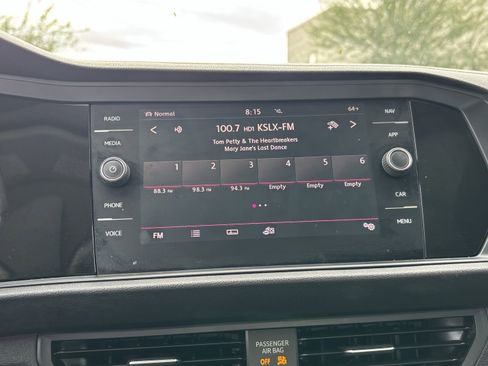 RADIO
MEDIA
PHONE
VOICE
Normal 8:15 64°F
100.7 HD1 KSLX-FM
Tom Petty & The Heartbreakers
Mary Jane's Last Dance
1 2 3 4 5 6
88.3 FM 98.3 FM 94.3 FM Empty Empty Empty
FM
NAV
APP
CAR
MENU
PASSENGER
AIR BAG
OFF